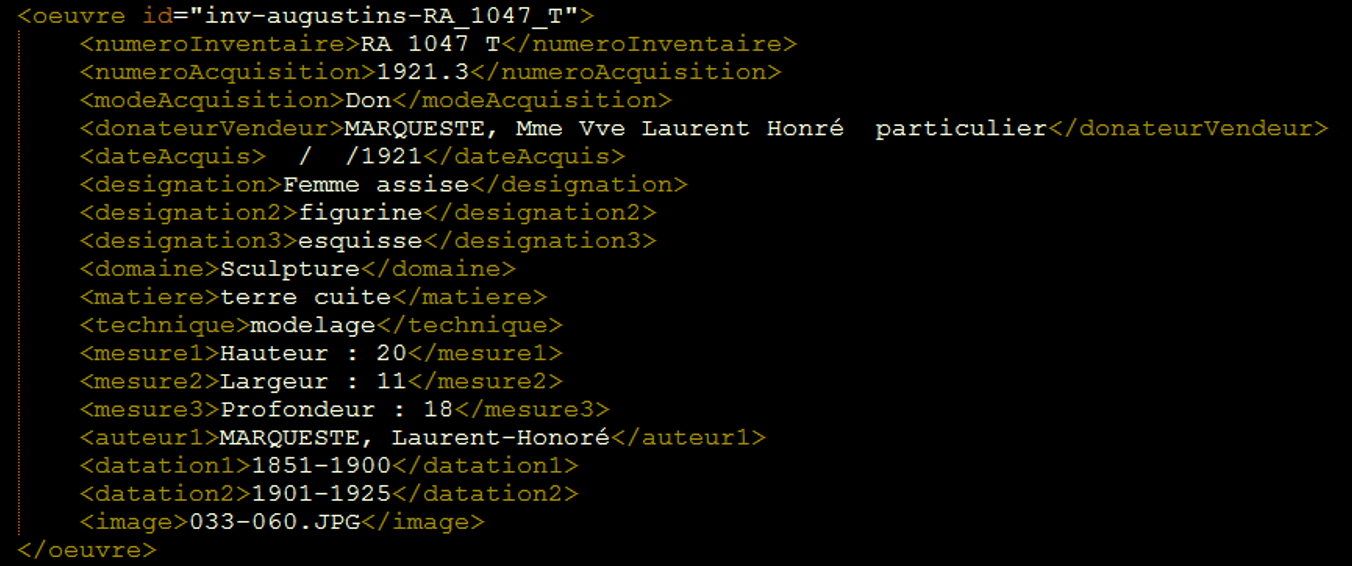 <oeuvre id="inv-augustins-RA_1047_T">
<numeroInventaire>RA 1047 T</numeroInventaire>
<numeroAcquisition>1921.3</numeroAcquisition>
<modeAcquisition>Don</modeAcquisition>
<donateurVendeur>MARQUESTE, Mme Vve Laurent Honré  particulier</donateurVendeur>
<dateAcquis>  /  /1921</dateAcquis>
<designation>Femme assise</designation>
<designation2>figurine</designation2>
<designation3>esquisse</designation3>
<domaine>Sculpture</domaine>
<matiere>terre cuite</matiere>
<technique>modelage</technique>
<mesure1>Hauteur : 20</mesure1>
<mesure2>Largeur : 11</mesure2>
<mesure3>Profondeur : 18</mesure3>
<auteur1>MARQUESTE, Laurent-Honoré</auteur1>
<datation1>1851-1900</datation1>
<datation2>1901-1925</datation2>
<image>033-060.JPG</image>
</oeuvre>